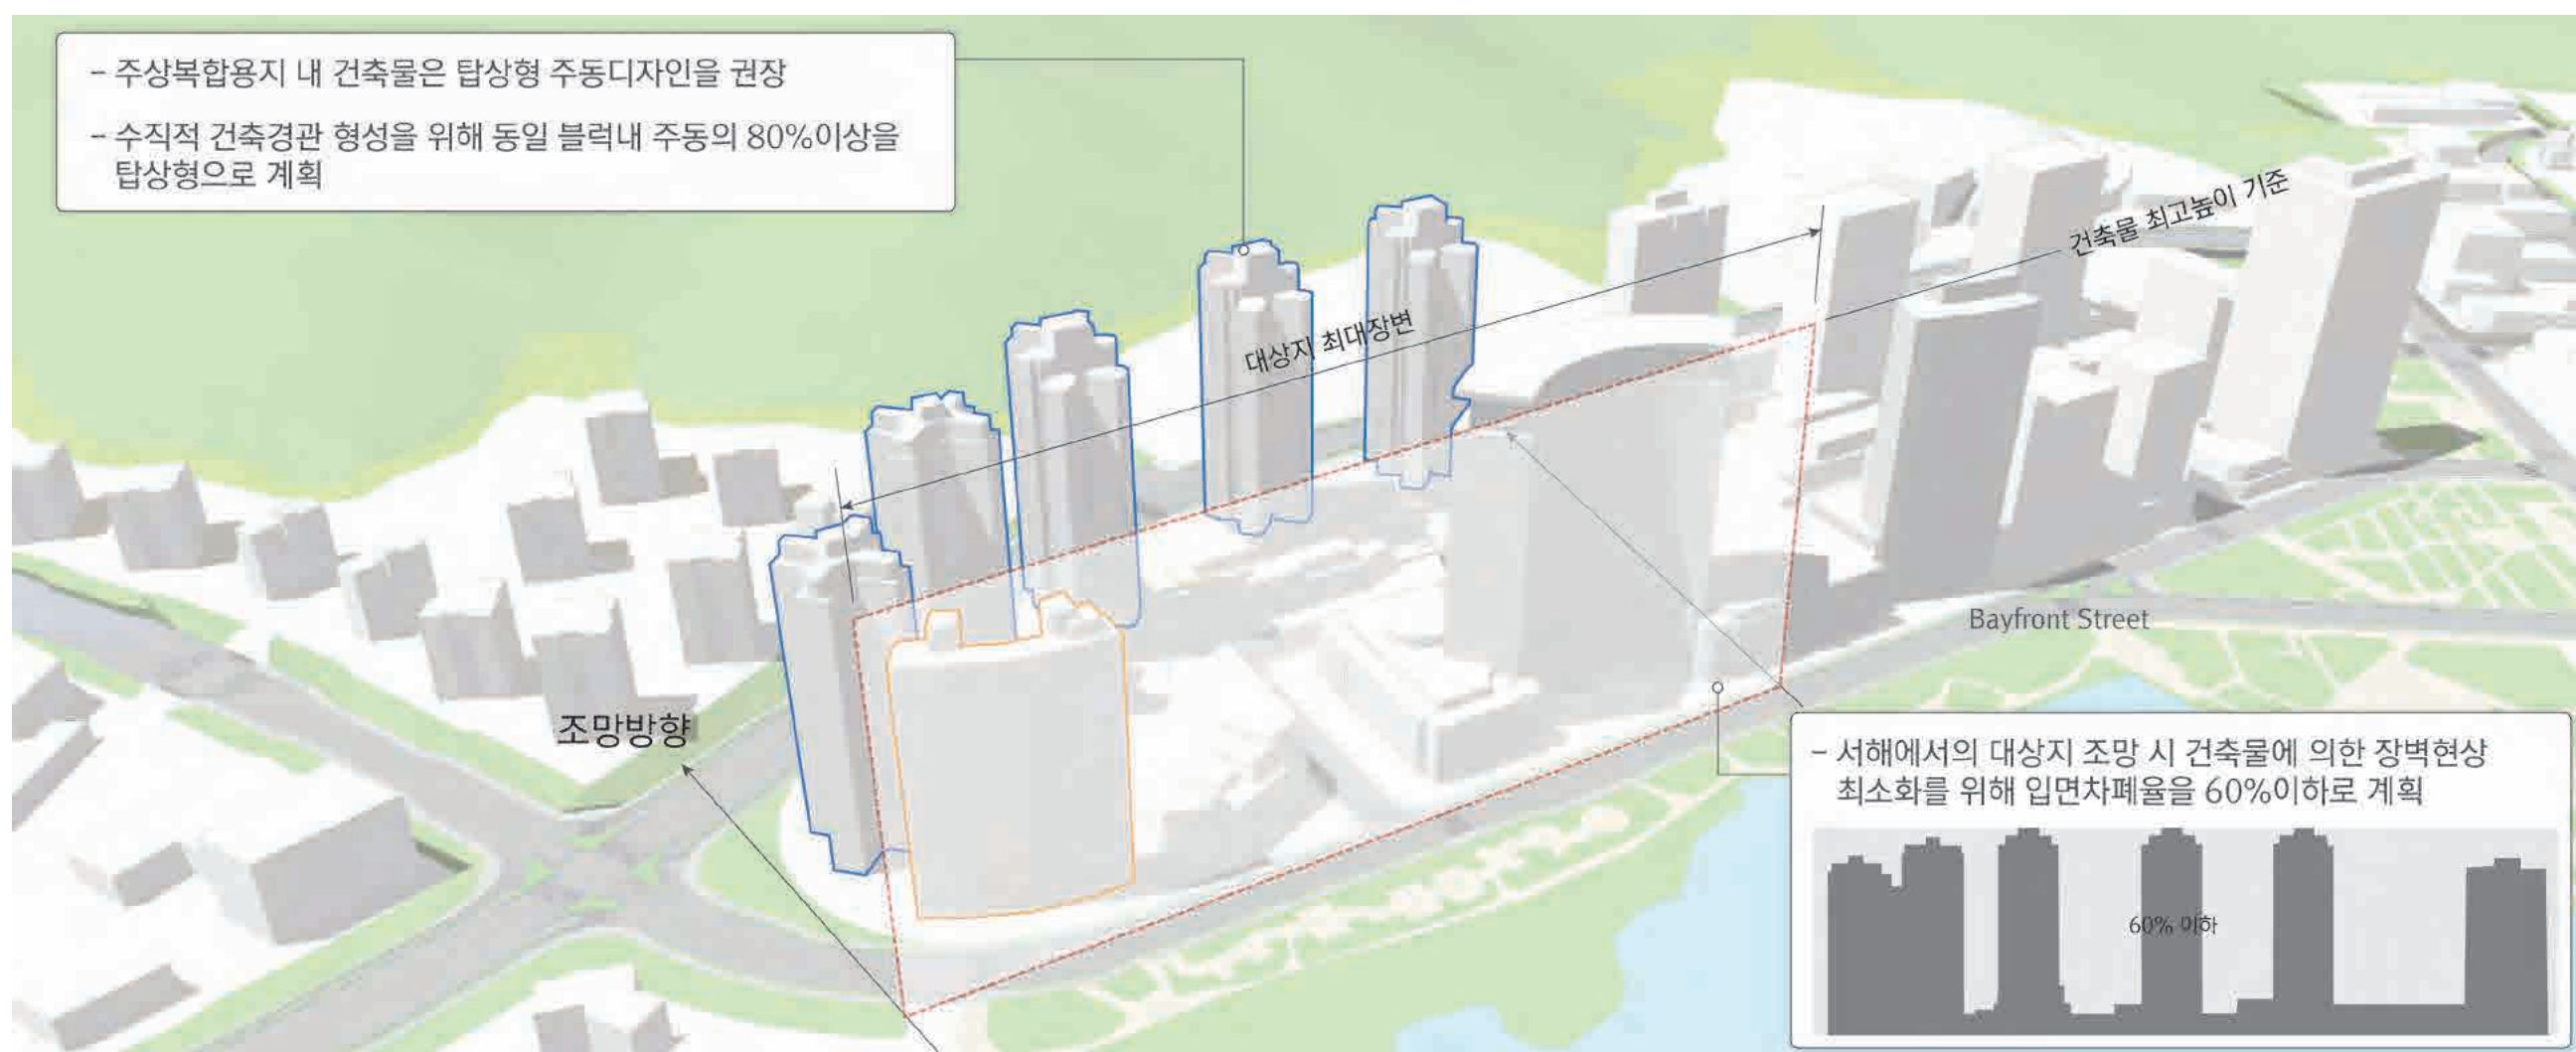 - 주상복합용지 내 건축물은 탑상형 주동디자인을 권장
- 수직적 건축경관 형성을 위해 동일 블럭내 주동의 80%이상을
탑상형으로 계획
건축물 최고높이 기준
대상지 최대장변
Bayfront Street
조망방향
- 서해에서의 대상지 조망 시 건축물에 의한 장벽현상
최소화를 위해 입면차폐율을 60%이하로 계획
60% 이하